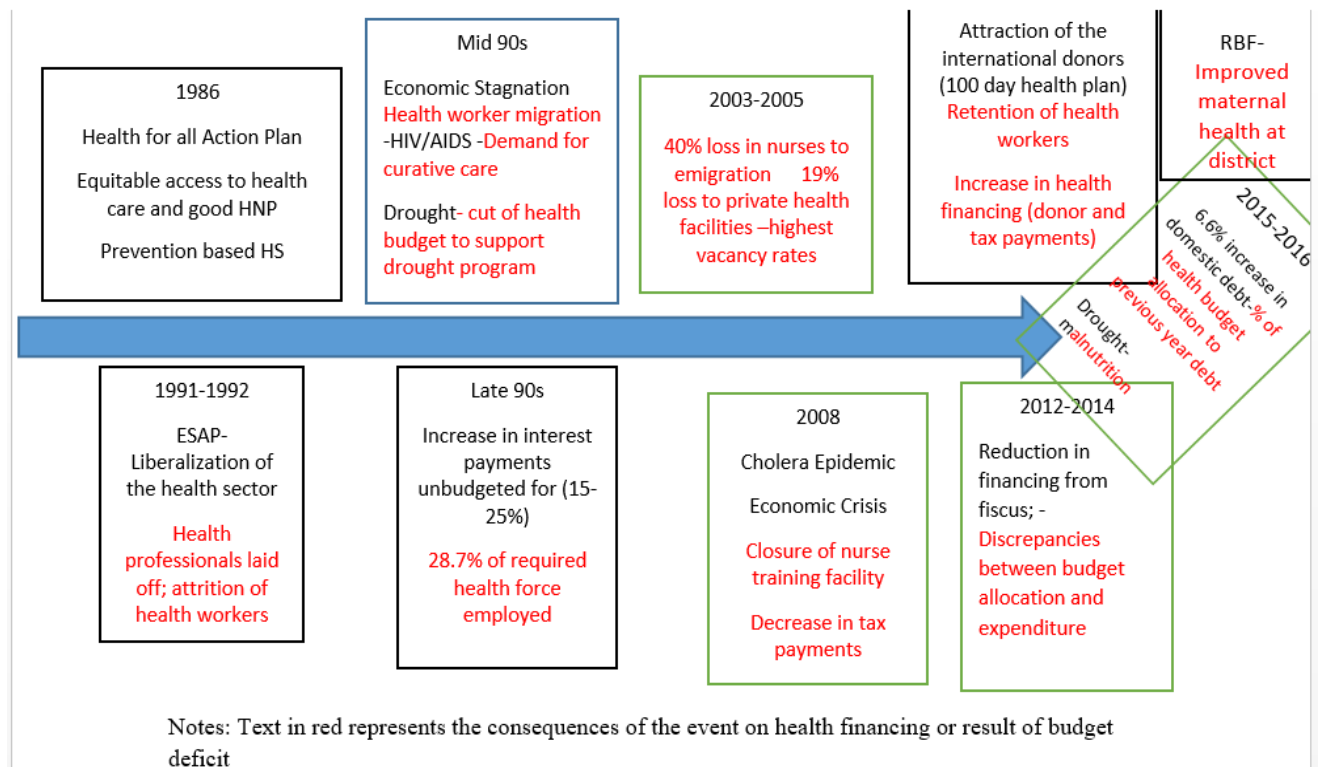 1986
Health for all Action Plan
Equitable access to health
care and good HNP
Prevention based HS
Mid 90s
Economic Stagnation
Health worker migration
-HIV/AIDS -Demand for
curative care
Drought- cut of health
budget to support
drought program
2003-2005
40% loss in nurses to
emigration 19%
loss to private health
facilities –highest
vacancy rates
Attraction of the
international donors
(100 day health plan)
Retention of health
workers
Increase in health
financing (donor and
tax payments)
RBF-
Improved
maternal
health at
district
2015-2016
6.6% increase in
domestic debt-% of
health budget
allocation to
previous year debt
Drought-
malnutrition
1991-1992
ESAP-
Liberalization of
the health sector
Health
professionals laid
off; attrition of
health workers
Late 90s
Increase in interest
payments
unbudgeted for (15-
25%)
28.7% of required
health force
employed
2008
Cholera Epidemic
Economic Crisis
Closure of nurse
training facility
Decrease in tax
payments
2012-2014
Reduction in
financing from
fiscus; -
Discrepancies
between budget
allocation and
expenditure
Notes: Text in red represents the consequences of the event on health financing or result of budget
deficit